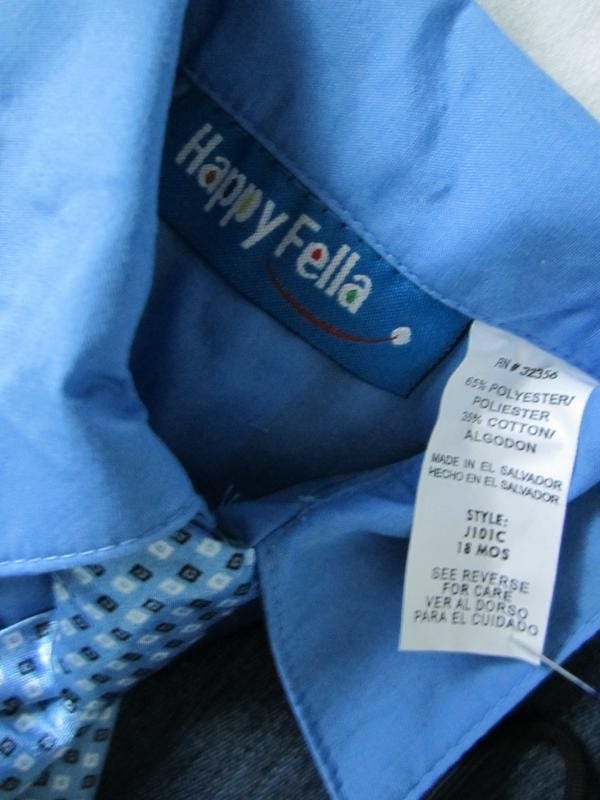 Happy Fella
RN # 32356
65% POLYESTER/
POLIESTER
35% COTTON/
ALGODON
MADE IN EL SALVADOR
HECHO EN EL SALVADOR
STYLE:
J101C
18 MOS
SEE REVERSE
FOR CARE
VER AL DORSO
PARA EL CUIDADO